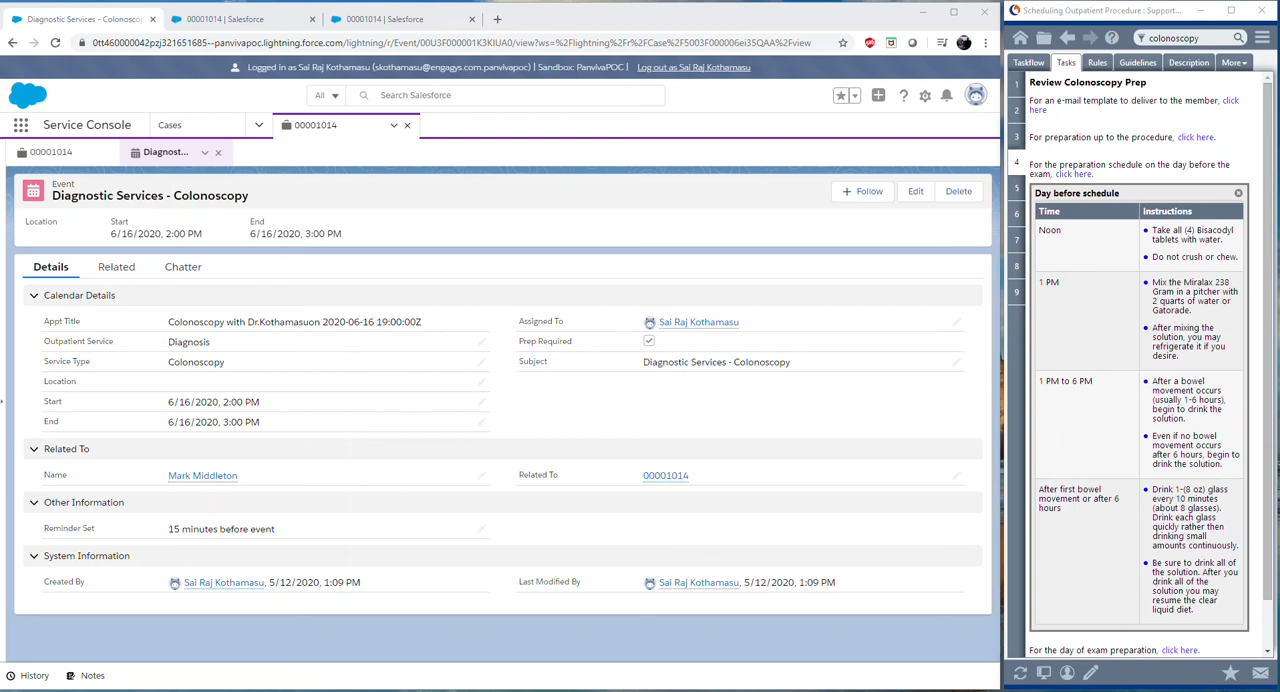 Diagnostic Services - Colonosco
00001014 | Salesforce
00001014 | Salesforce
0tt46000042pzj321651685--panvivapoc.lightning.force.com/lightning/r/Event/00U3F000001K3KIUA0/view?ws=%2Flightning%2Fr%2FCase%2F5003F000006ei35QAA%2Fview
Logged in as Sai Raj Kothamasu (skothamsu@engagys.com.panvivapoc) | Sandbox: PanvivaPOC | Log out as Sai Raj Kothamasu
All
Search Salesforce
Service Console
Cases
00001014
00001014
Diagnost...
Event
Diagnostic Services - Colonoscopy
+ Follow
Edit
Delete
Location
Start
End
6/16/2020, 2:00 PM
6/16/2020, 3:00 PM
Details
Related
Chatter
Calendar Details
Appt Title
Colonoscopy with Dr.Kothamasuon 2020-06-16 19:00:00Z
Assigned To
Sai Raj Kothamasu
Outpatient Service
Diagnosis
Prep Required
Service Type
Colonoscopy
Subject
Diagnostic Services - Colonoscopy
Location
Start
6/16/2020, 2:00 PM
End
6/16/2020, 3:00 PM
Related To
Name
Mark Middleton
Related To
00001014
Other Information
Reminder Set
15 minutes before event
System Information
Created By
Sai Raj Kothamasu, 5/12/2020, 1:09 PM
Last Modified By
Sai Raj Kothamasu, 5/12/2020, 1:09 PM
History
Notes
Scheduling Outpatient Procedure : Support...
colonoscopy
Taskflow
Tasks
Rules
Guidelines
Description
More
1
2
3
4
5
6
7
8
9
Review Colonoscopy Prep
For an e-mail template to deliver to the member, click
here
For preparation up to the procedure, click here.
For the preparation schedule on the day before the
exam, click here.
Day before schedule
Time
Instructions
Noon
Take all (4) Bisacodyl
tablets with water.
Do not crush or chew.
1 PM
Mix the Miralax 238
Gram in a pitcher with
2 quarts of water or
Gatorade.
After mixing the
solution, you may
refrigerate it if you
desire.
1 PM to 6 PM
After a bowel
movement occurs
(usually 1-6 hours),
begin to drink the
solution.
Even if no bowel
movement occurs
after 6 hours, begin to
drink the solution.
After first bowel
movement or after 6
hours
Drink 1-(8 oz) glass
every 10 minutes
(about 8 glasses).
Drink each glass
quickly rather then
drinking small
amounts continuously.
Be sure to drink all of
the solution. After you
drink all of the
solution you may
resume the clear
liquid diet.
For the day of exam preparation, click here.